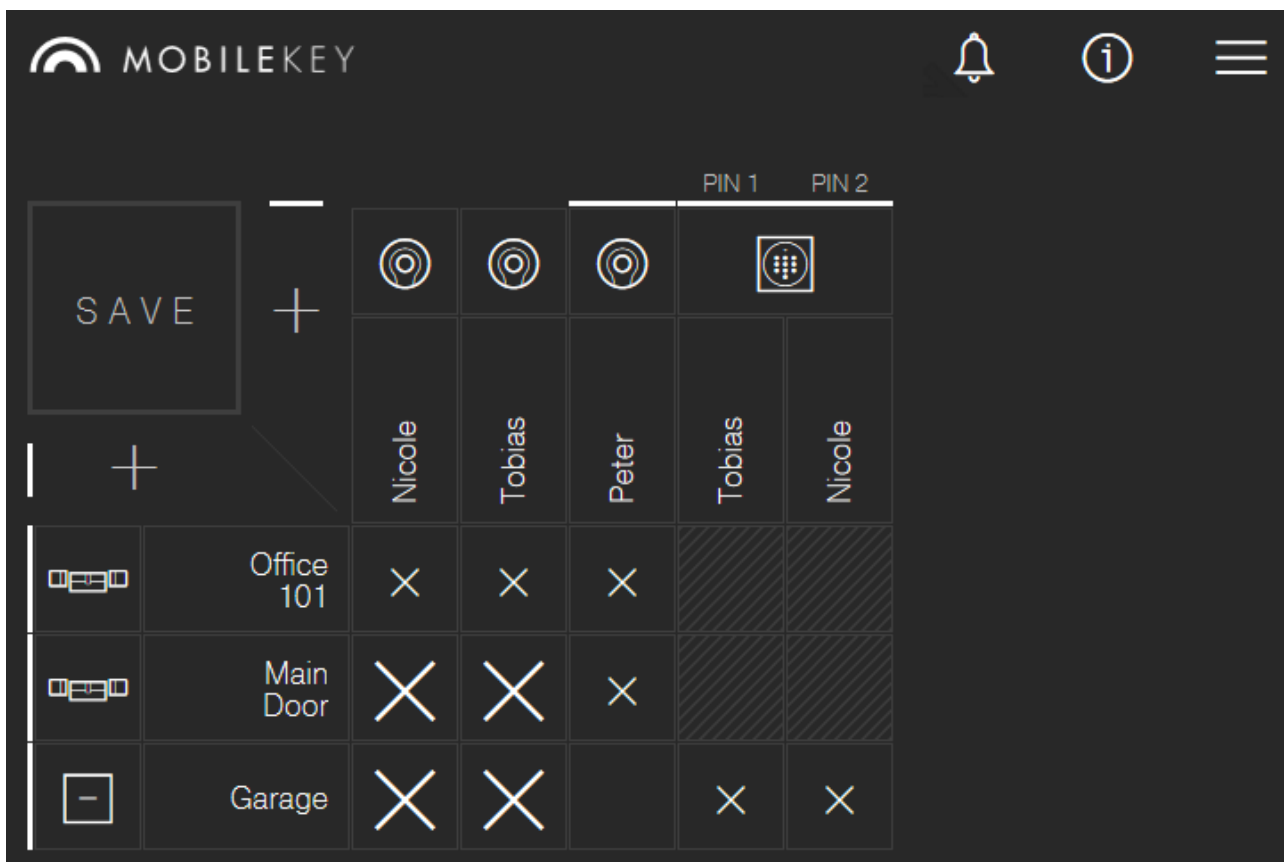 MOBILEKEY
PIN 1 PIN 2
SAVE
Nicole
Tobias
Peter
Tobias
Nicole
Office
101
Main
Door
Garage